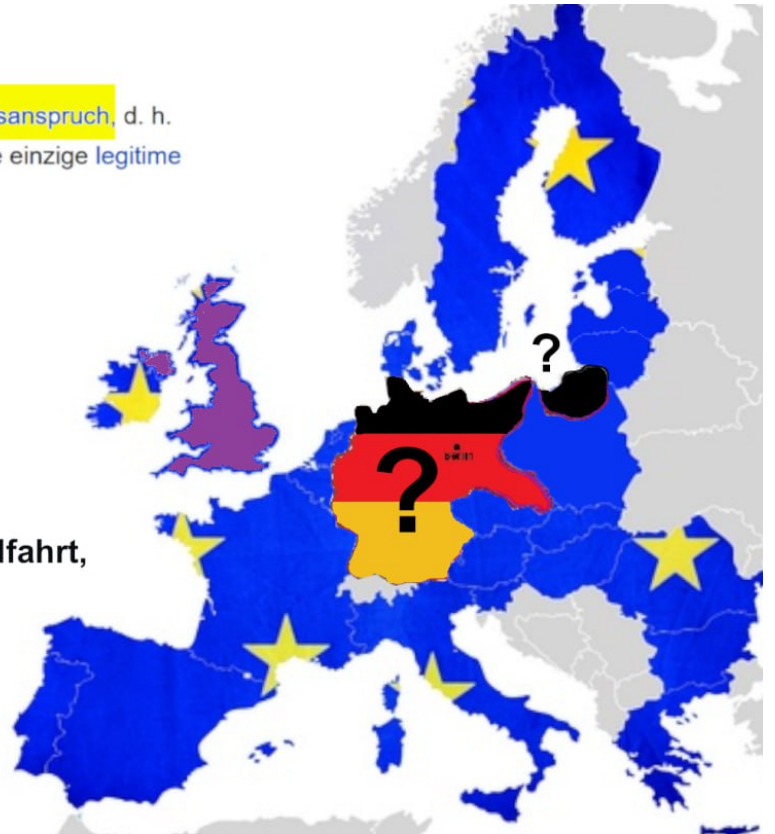 sanspruch, d. h.
einzige legitime
?
?
lfahrt,